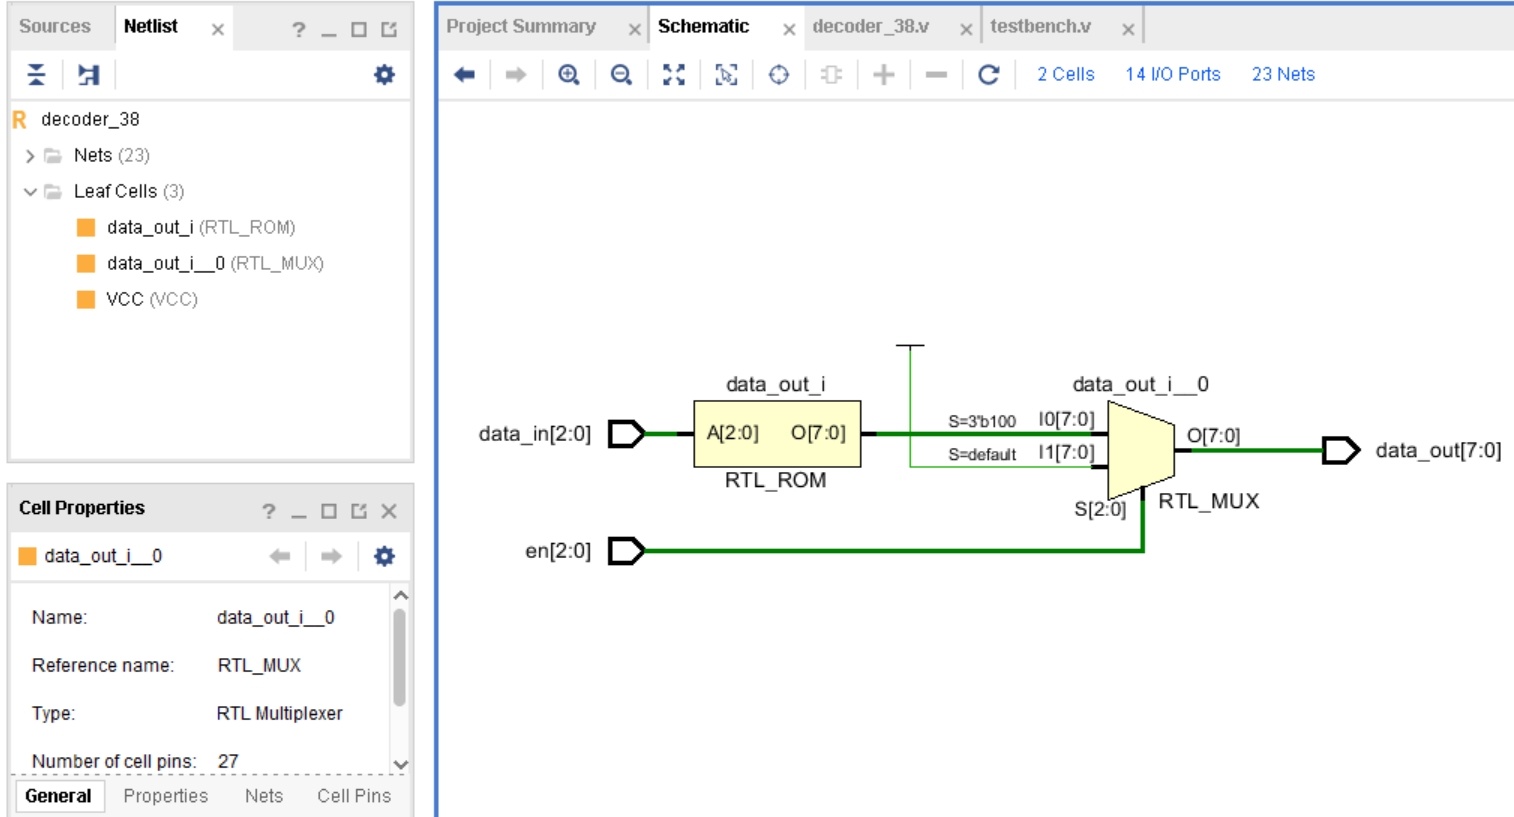 Sources Netlist
decoder_38
Nets (23)
Leaf Cells (3)
data_out_i (RTL_ROM)
data_out_i__0 (RTL_MUX)
VCC (VCC)
Cell Properties
data_out_i__0
Name: data_out_i__0
Reference name: RTL_MUX
Type: RTL Multiplexer
Number of cell pins: 27
General Properties Nets Cell Pins
Project Summary Schematic decoder_38.v testbench.v
2 Cells 14 I/O Ports 23 Nets
data_out_i data_out_i__0
data_in[2:0] A[2:0] O[7:0] S=3'b100 I0[7:0] O[7:0]
S=default I1[7:0] data_out[7:0]
RTL_ROM S[2:0] RTL_MUX
en[2:0]